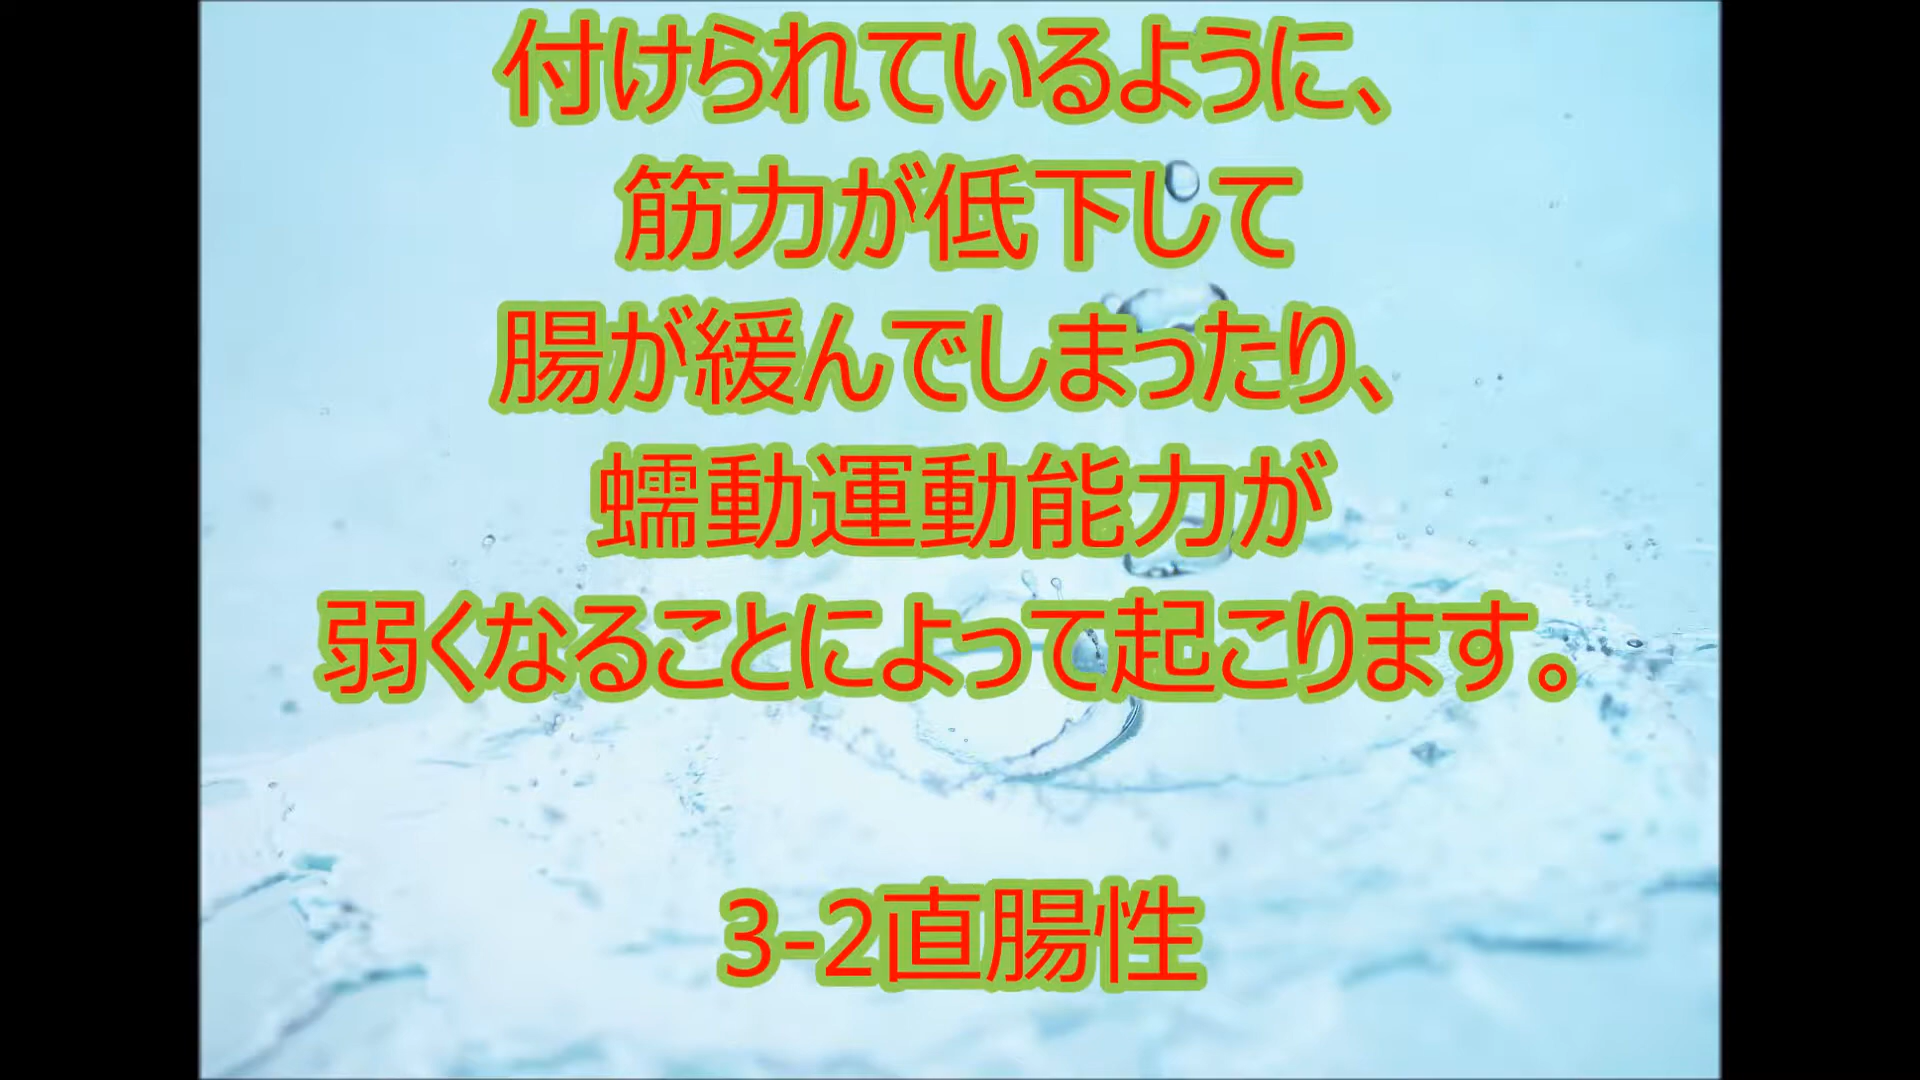 付けられているように、
筋力が低下して
腸が緩んでしまったり、
蠕動運動能力が
弱くなることによって起こります。
3-2直腸性